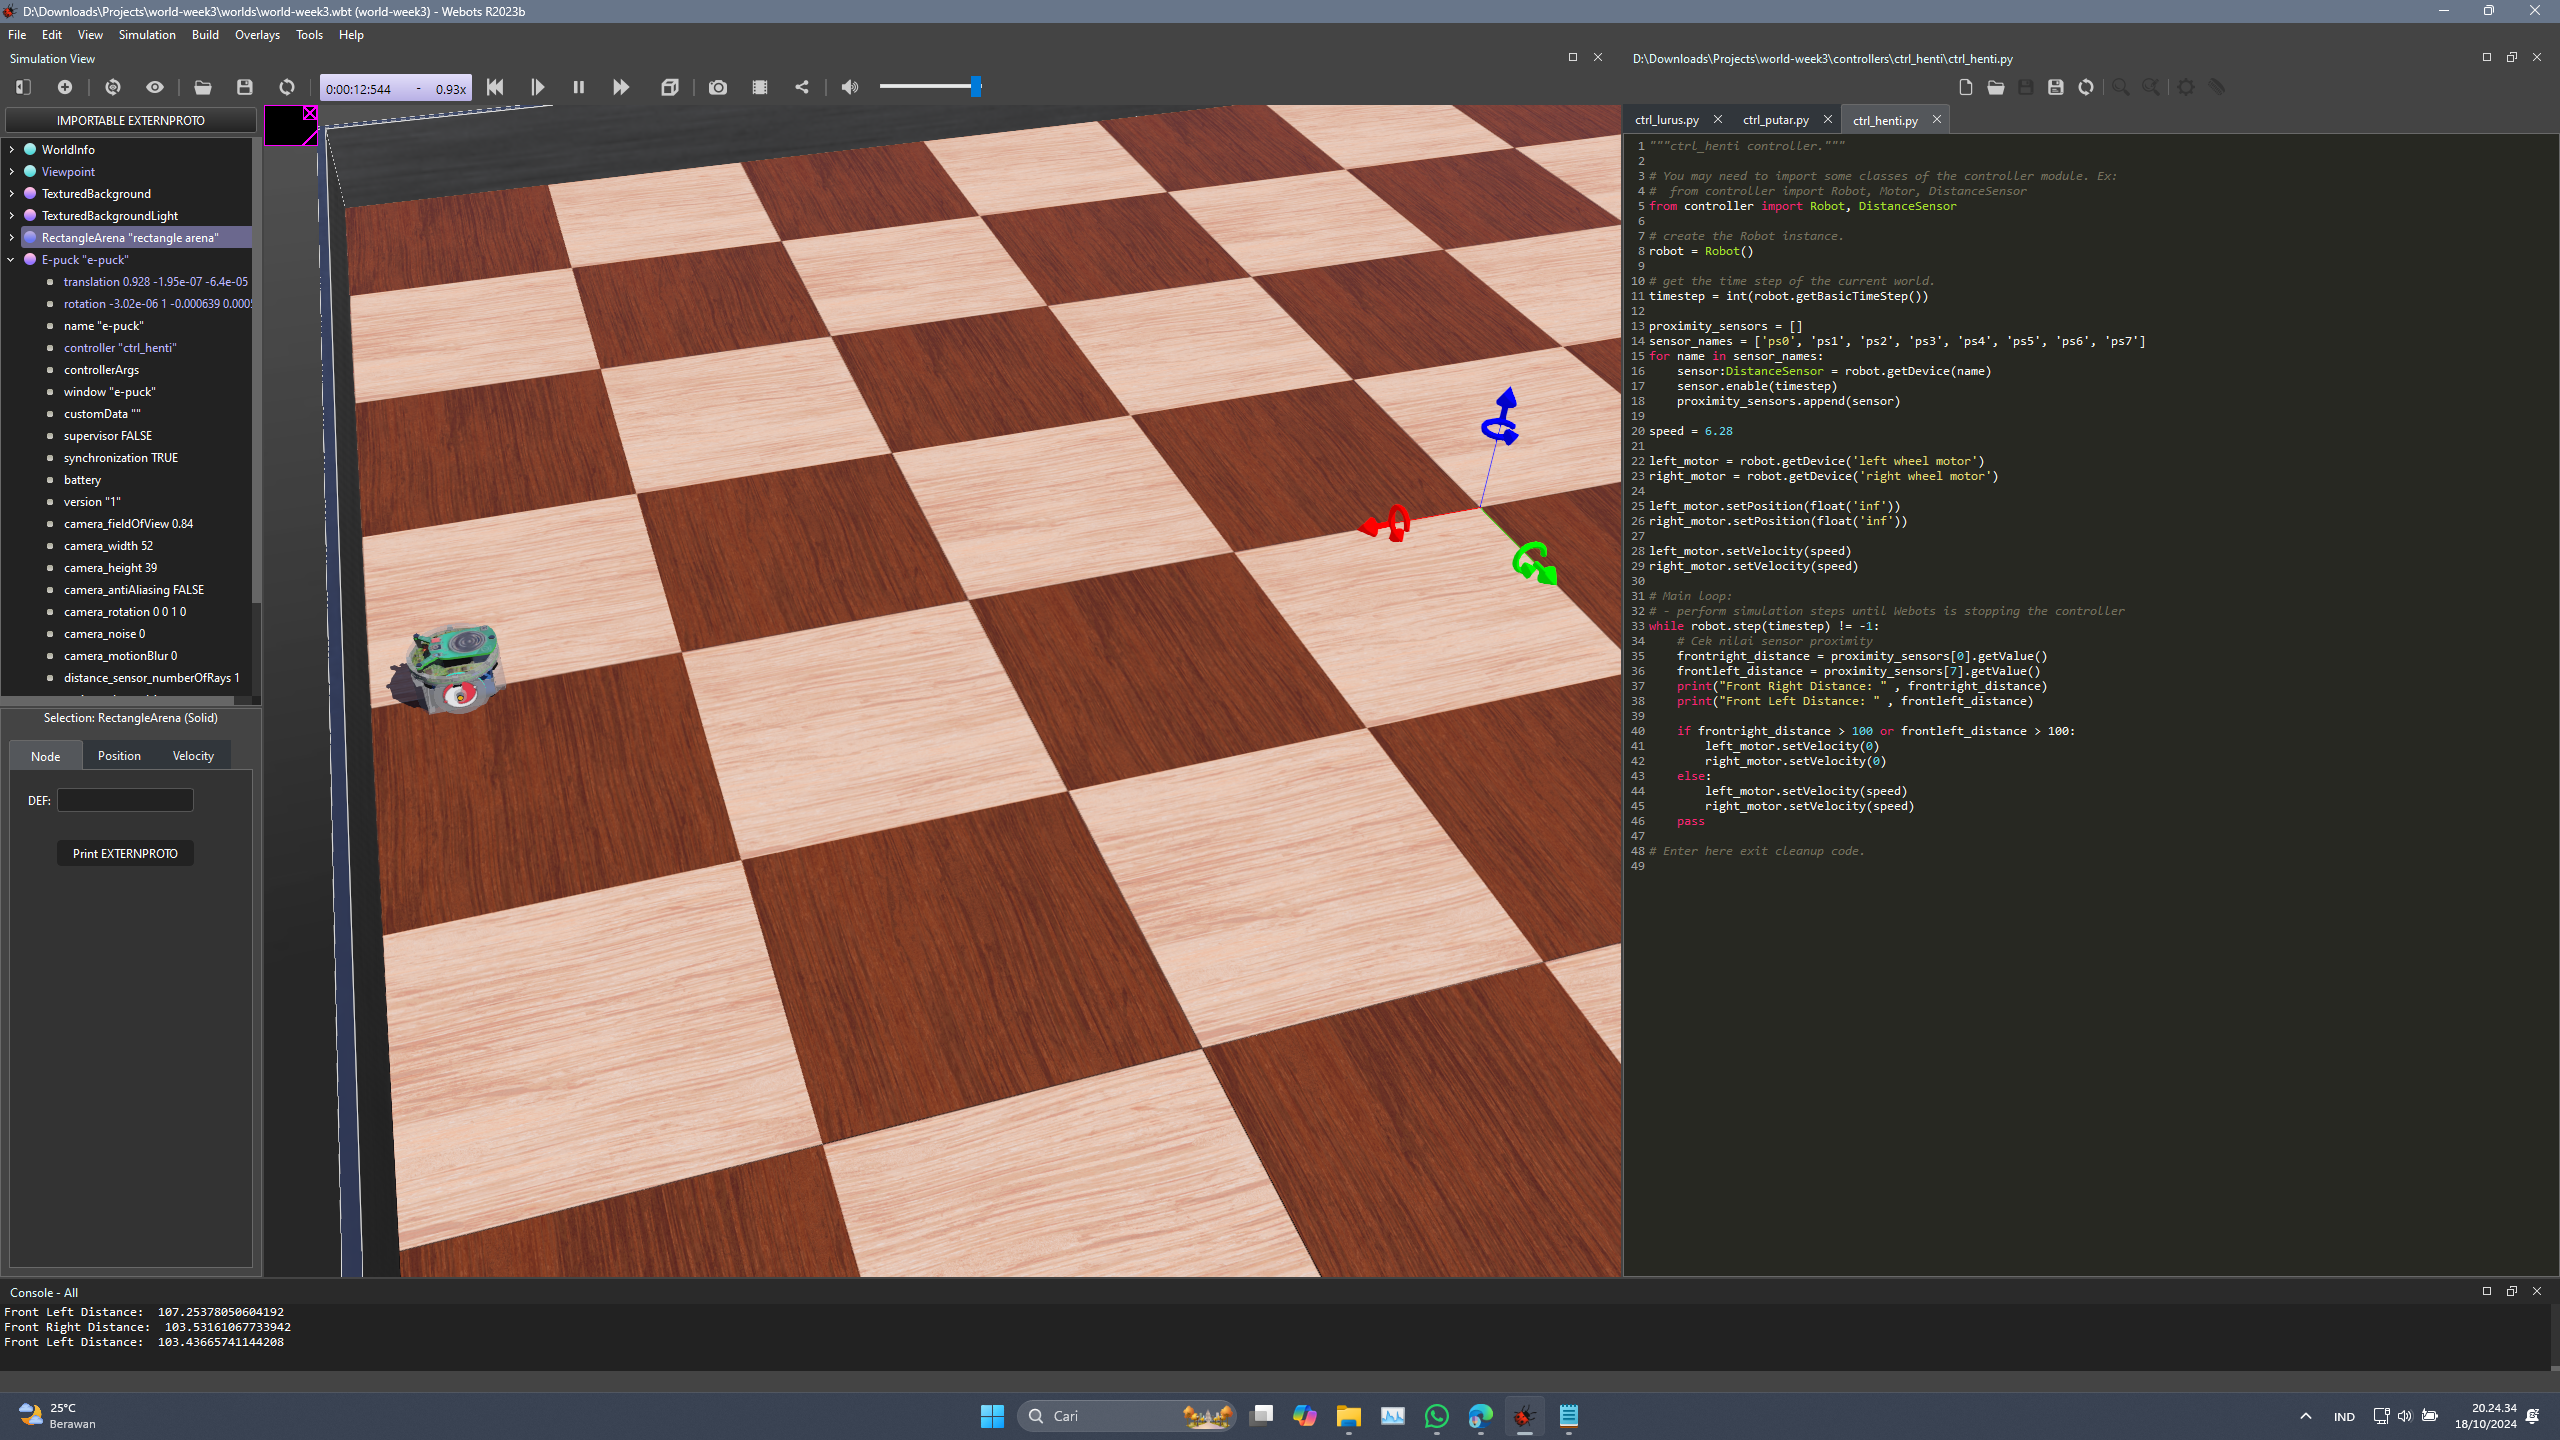 D:\Downloads\Projects\world-week3\worlds\world-week3.wbt (world-week3) - Webots R2023b
File Edit View Simulation Build Overlays Tools Help
Simulation View
0:00:12:544 - 0.93x
IMPORTABLE EXTERNPROTO
WorldInfo
Viewpoint
TexturedBackground
TexturedBackgroundLight
RectangleArena "rectangle arena"
E-puck "e-puck"
translation 0.928 -1.95e-07 -6.4e-05
rotation -3.02e-06 1 -0.000639 0.000
name "e-puck"
controller "ctrl_henti"
controllerArgs
window "e-puck"
customData ""
supervisor FALSE
synchronization TRUE
battery
version "1"
camera_fieldOfView 0.84
camera_width 52
camera_height 39
camera_antiAliasing FALSE
camera_rotation 0 0 1 0
camera_noise 0
camera_motionBlur 0
distance_sensor_numberOfRays 1
Selection: RectangleArena (Solid)
Node Position Velocity
DEF:
Print EXTERNPROTO
D:\Downloads\Projects\world-week3\controllers\ctrl_henti\ctrl_henti.py
ctrl_lurus.py ctrl_putar.py ctrl_henti.py
1 """ctrl_henti controller."""
2
3 # You may need to import some classes of the controller module. Ex:
4 #  from controller import Robot, Motor, DistanceSensor
5 from controller import Robot, DistanceSensor
6
7 # create the Robot instance.
8 robot = Robot()
9
10 # get the time step of the current world.
11 timestep = int(robot.getBasicTimeStep())
12
13 proximity_sensors = []
14 sensor_names = ['ps0', 'ps1', 'ps2', 'ps3', 'ps4', 'ps5', 'ps6', 'ps7']
15 for name in sensor_names:
16     sensor:DistanceSensor = robot.getDevice(name)
17     sensor.enable(timestep)
18     proximity_sensors.append(sensor)
19
20 speed = 6.28
21
22 left_motor = robot.getDevice('left wheel motor')
23 right_motor = robot.getDevice('right wheel motor')
24
25 left_motor.setPosition(float('inf'))
26 right_motor.setPosition(float('inf'))
27
28 left_motor.setVelocity(speed)
29 right_motor.setVelocity(speed)
30
31 # Main loop:
32 # - perform simulation steps until Webots is stopping the controller
33 while robot.step(timestep) != -1:
34     # Cek nilai sensor proximity
35     frontright_distance = proximity_sensors[0].getValue()
36     frontleft_distance = proximity_sensors[7].getValue()
37     print("Front Right Distance: " , frontright_distance)
38     print("Front Left Distance: " , frontleft_distance)
39
40     if frontright_distance > 100 or frontleft_distance > 100:
41         left_motor.setVelocity(0)
42         right_motor.setVelocity(0)
43     else:
44         left_motor.setVelocity(speed)
45         right_motor.setVelocity(speed)
46     pass
47
48 # Enter here exit cleanup code.
49
Console - All
Front Left Distance:  107.25378050604192
Front Right Distance:  103.53161067733942
Front Left Distance:  103.43665741144208
25°C
Berawan
Cari
IND
20.24.34
18/10/2024